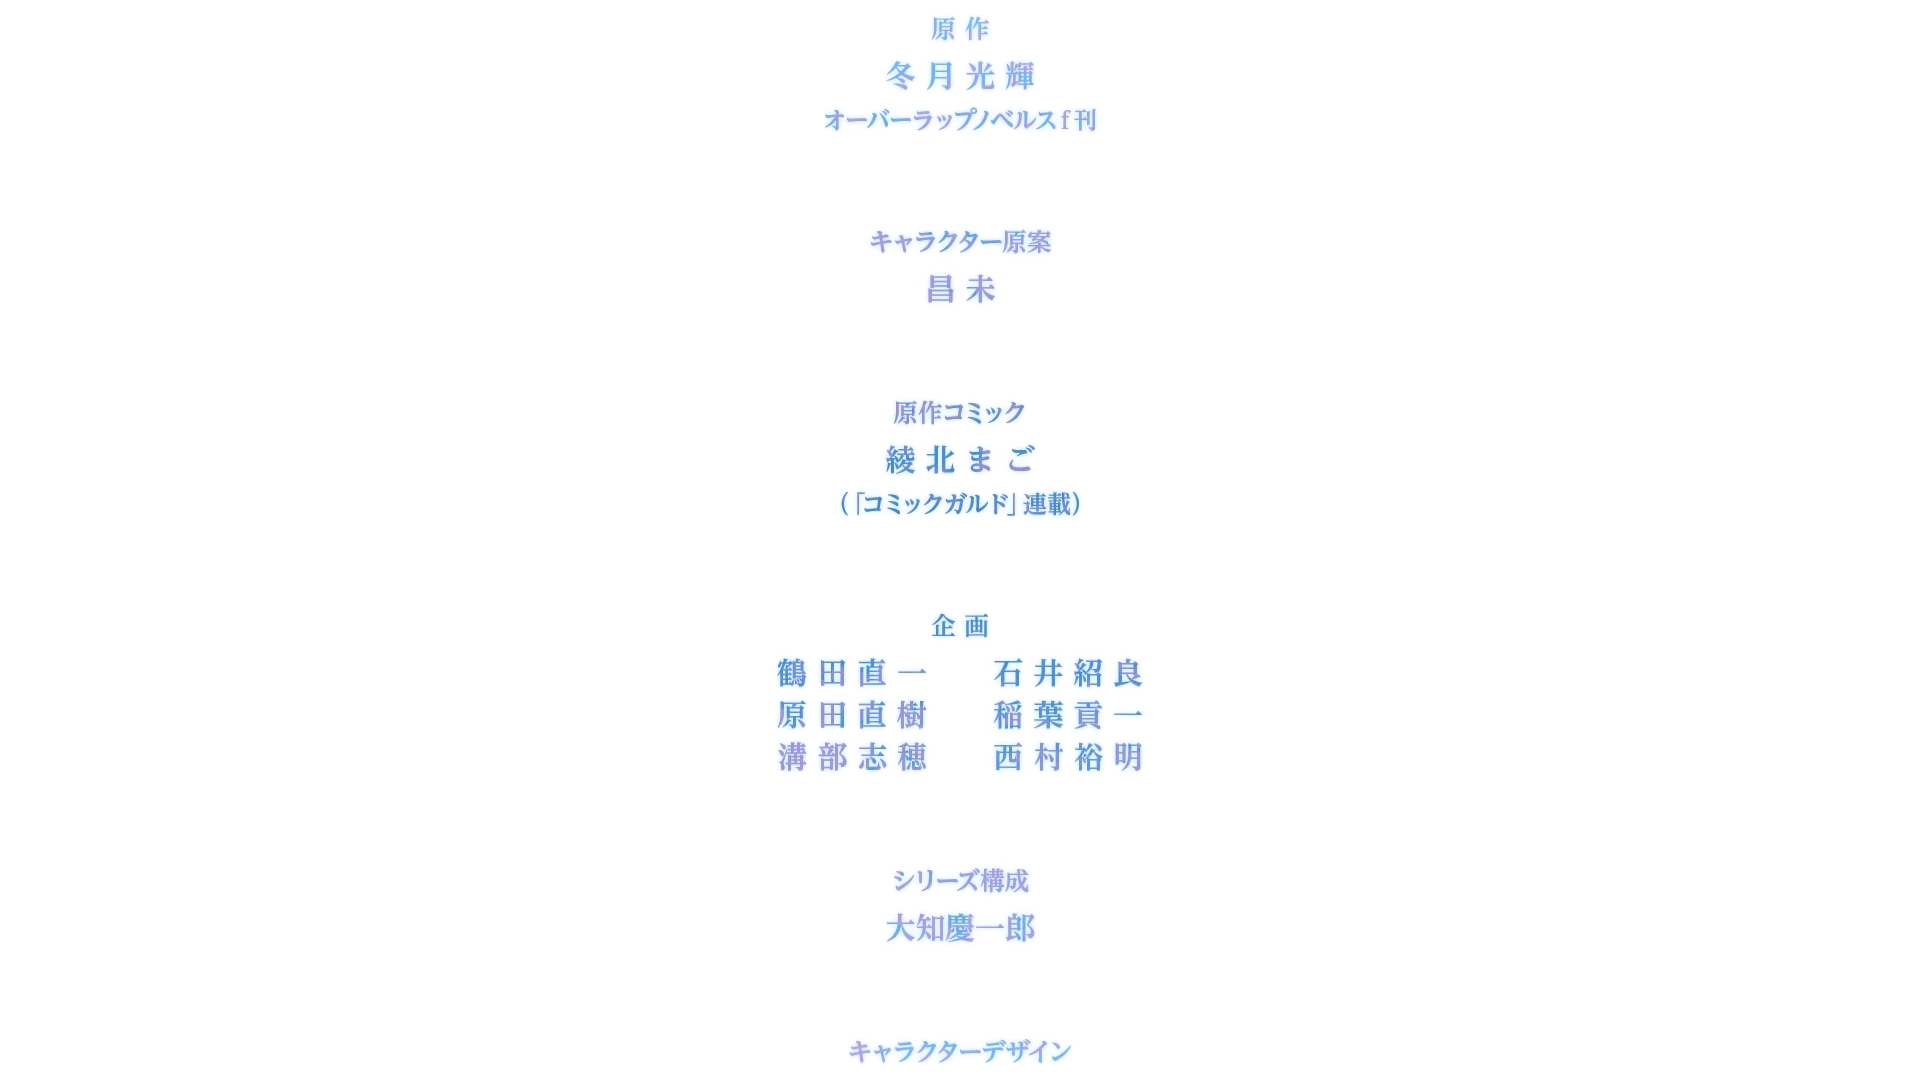 原作
冬月光輝
オーバーラップノベルスf刊
キャラクター原案
昌未
原作コミック
綾北まご
(「コミックガルド」連載)
企画
鶴田直一 石井紹良
原田直樹 稲葉貢一
溝部志穂 西村裕明
シリーズ構成
大知慶一郎
キャラクターデザイン